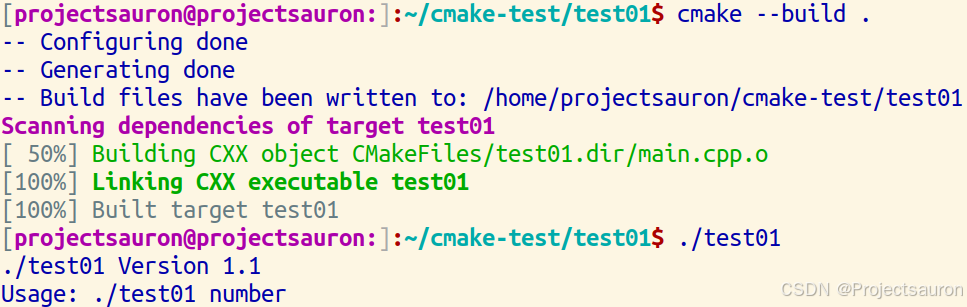 [projectsauron@projectsauron:]:~/cmake-test/test01$ cmake --build .
-- Configuring done
-- Generating done
-- Build files have been written to: /home/projectsauron/cmake-test/test01
Scanning dependencies of target test01
[ 50%] Building CXX object CMakeFiles/test01.dir/main.cpp.o
[100%] Linking CXX executable test01
[100%] Built target test01
[projectsauron@projectsauron:]:~/cmake-test/test01$ ./test01
./test01 Version 1.1
Usage: ./test01 number
CSDN @Projectsauron